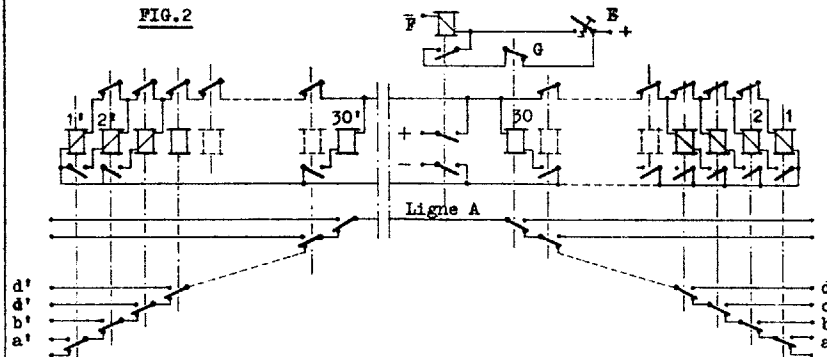 FIG.2
F
E
+
G
1'
2'
30'
+
30
2
1
-
Ligne A
d'
d'
b'
a'
d
c
b
a